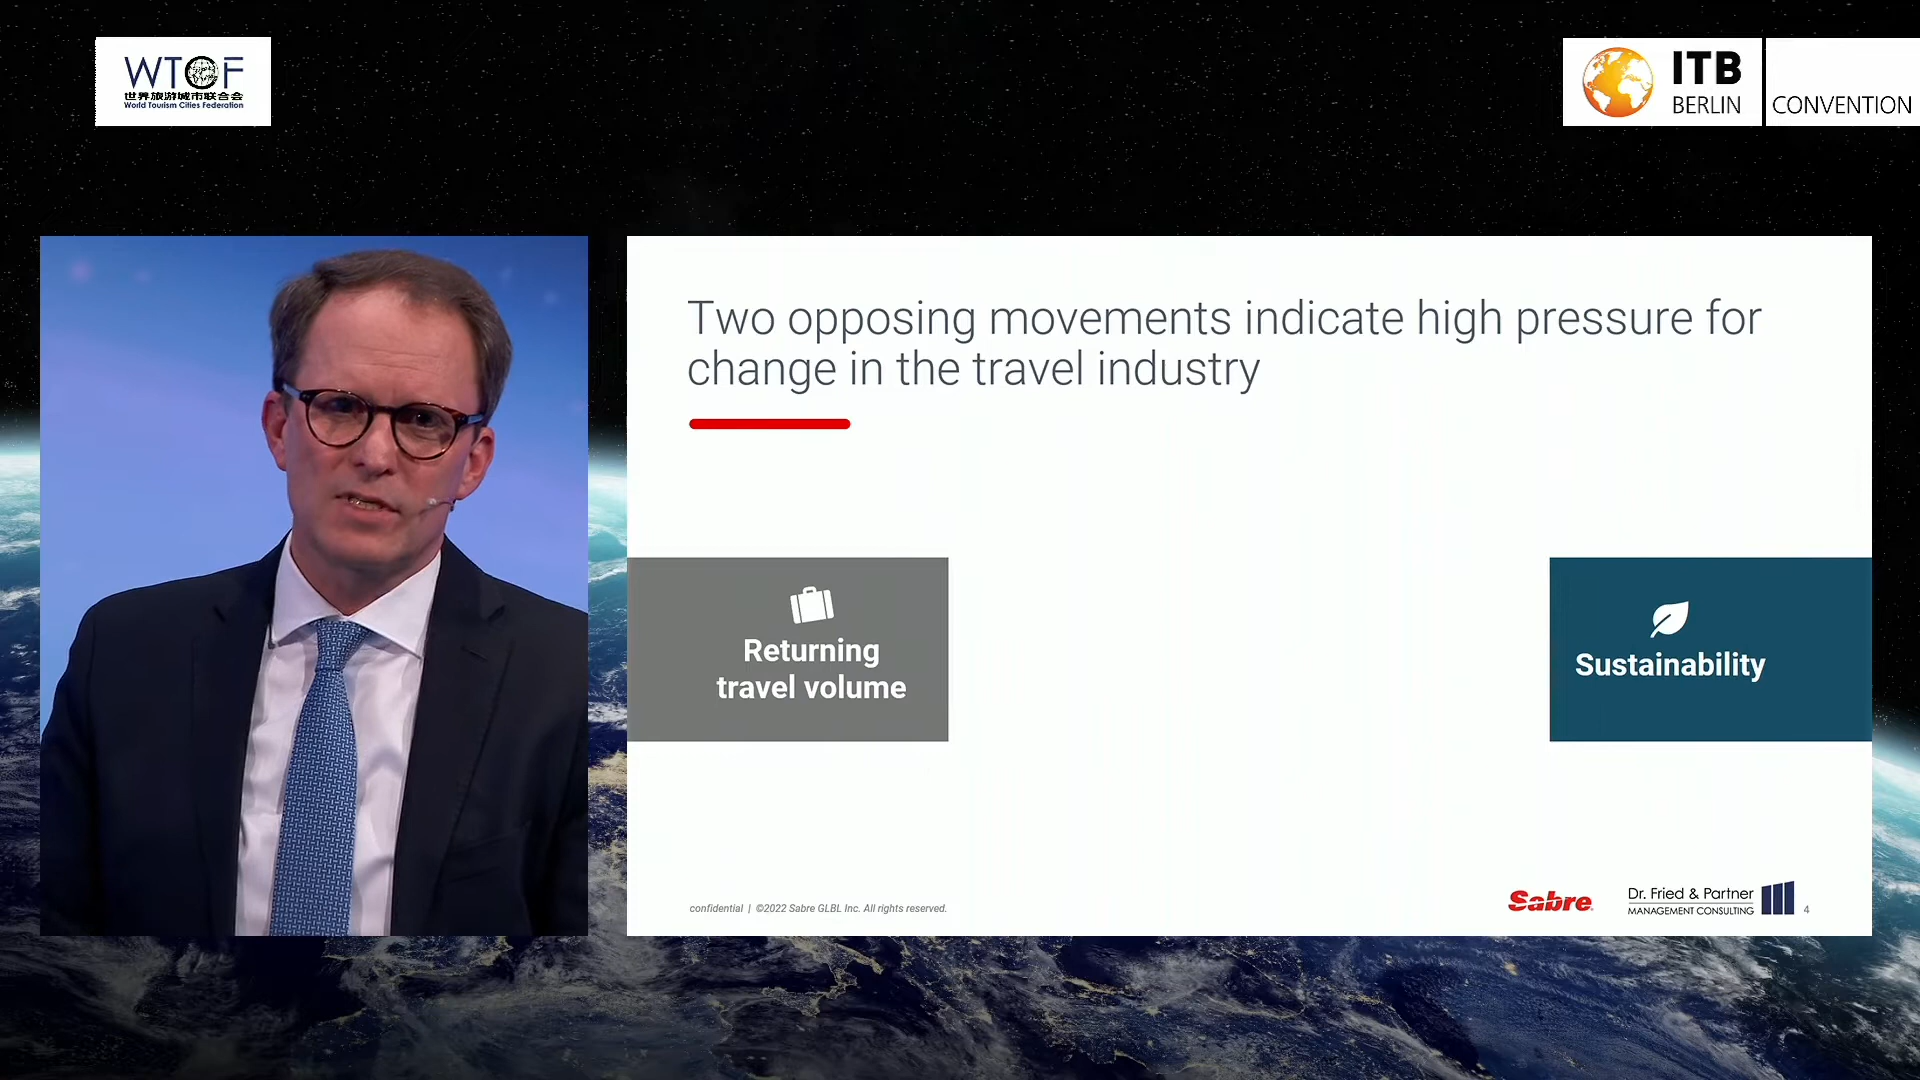 WTCF
世界旅游城市联合会
World Tourism Cities Federation
ITB
BERLIN
CONVENTION
Two opposing movements indicate high pressure for
change in the travel industry
Returning
travel volume
Sustainability
confidential | ©2022 Sabre GLBL Inc. All rights reserved.
Sabre
Dr. Fried & Partner
MANAGEMENT CONSULTING
4